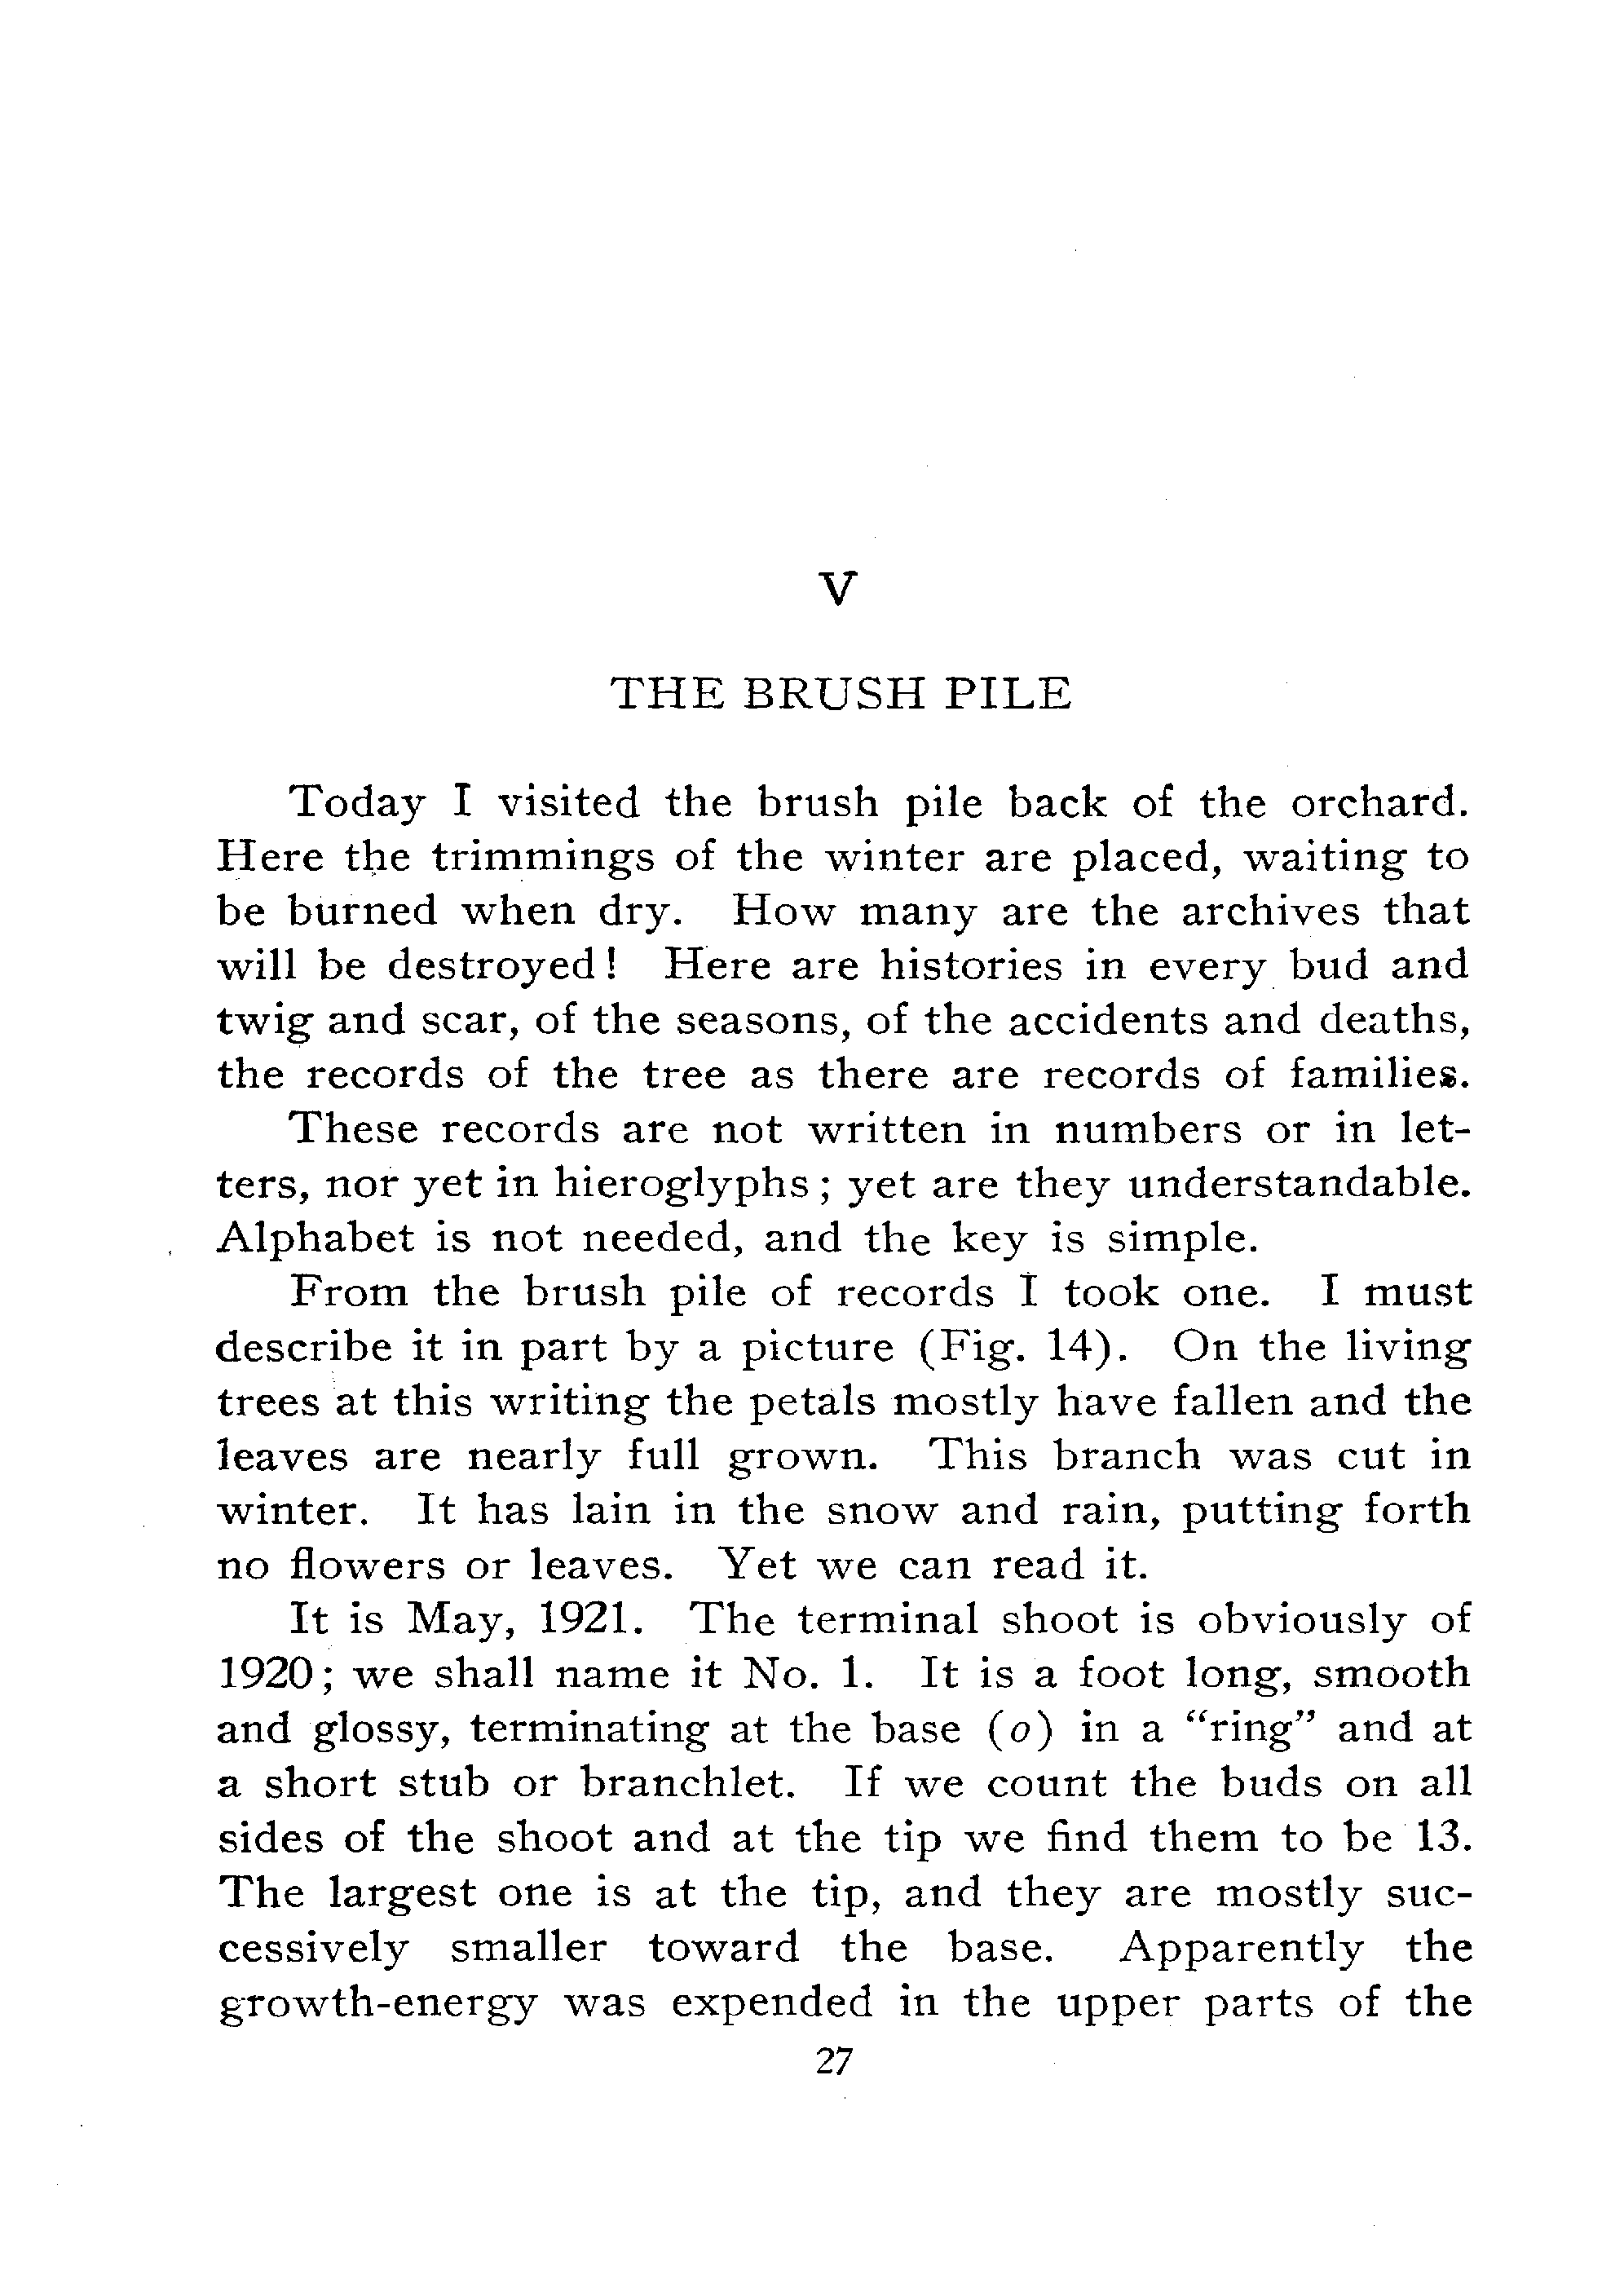 V
THE BRUSH PILE
Today I visited the brush pile back of the orchard.
Here the trimmings of the winter are placed, waiting to
be burned when dry. How many are the archives that
will be destroyed! Here are histories in every bud and
twig and scar, of the seasons, of the accidents and deaths,
the records of the tree as there are records of families.
These records are not written in numbers or in let-
ters, nor yet in hieroglyphs; yet are they understandable.
Alphabet is not needed, and the key is simple.
From the brush pile of records I took one. I must
describe it in part by a picture (Fig. 14). On the living
trees at this writing the petals mostly have fallen and the
leaves are nearly full grown. This branch was cut in
winter. It has lain in the snow and rain, putting forth
no flowers or leaves. Yet we can read it.
It is May, 1921. The terminal shoot is obviously of
1920; we shall name it No. 1. It is a foot long, smooth
and glossy, terminating at the base (o) in a “ring” and at
a short stub or branchlet. If we count the buds on all
sides of the shoot and at the tip we find them to be 13.
The largest one is at the tip, and they are mostly suc-
cessively smaller toward the base. Apparently the
growth-energy was expended in the upper parts of the
27